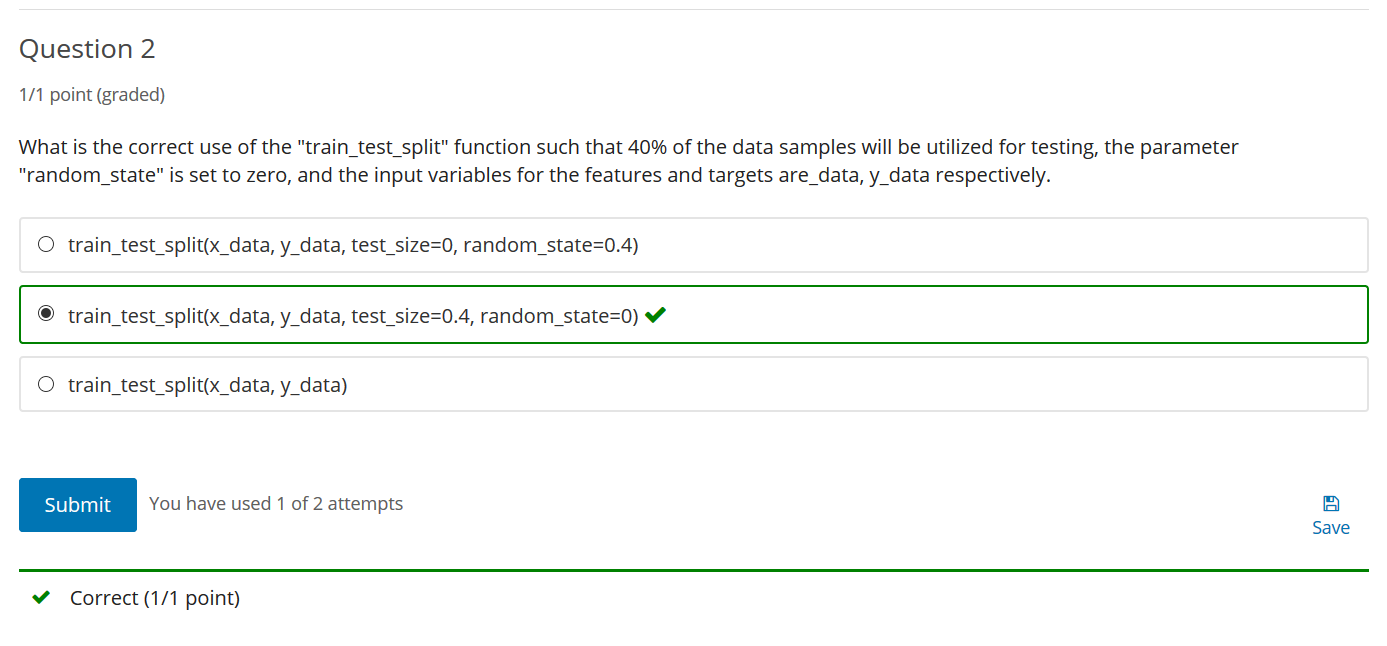 Question 2
1/1 point (graded)
What is the correct use of the "train_test_split" function such that 40% of the data samples will be utilized for testing, the parameter
"random_state" is set to zero, and the input variables for the features and targets are_data, y_data respectively.
train_test_split(x_data, y_data, test_size=0, random_state=0.4)
train_test_split(x_data, y_data, test_size=0.4, random_state=0)
train_test_split(x_data, y_data)
Submit
You have used 1 of 2 attempts
Save
Correct (1/1 point)